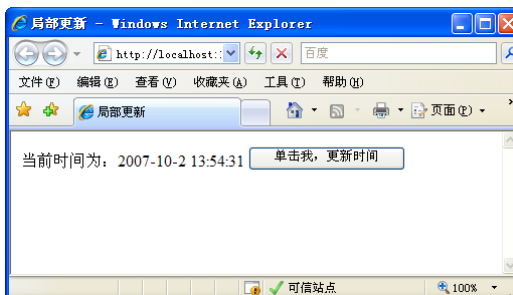 局部更新 - Windows Internet Explorer
http://localhost:
百度
文件(F) 编辑(E) 查看(V) 收藏夹(A) 工具(T) 帮助(H)
局部更新
页面(P)
当前时间为：2007-10-2 13:54:31 单击我，更新时间
可信站点
100%